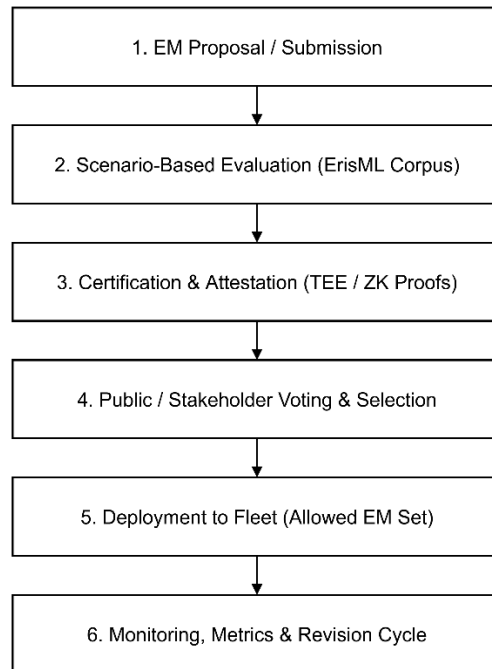 1. EM Proposal / Submission
2. Scenario-Based Evaluation (ErisML Corpus)
3. Certification & Attestation (TEE / ZK Proofs)
4. Public / Stakeholder Voting & Selection
5. Deployment to Fleet (Allowed EM Set)
6. Monitoring, Metrics & Revision Cycle